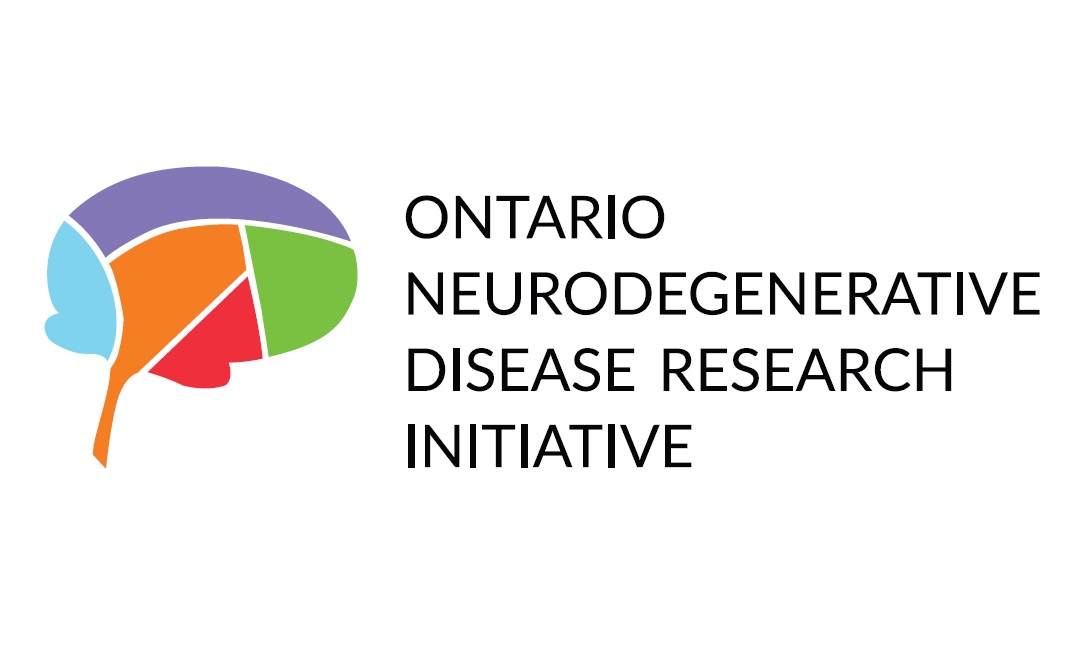 ONTARIO
NEURODEGENERATIVE
DISEASE RESEARCH
INITIATIVE